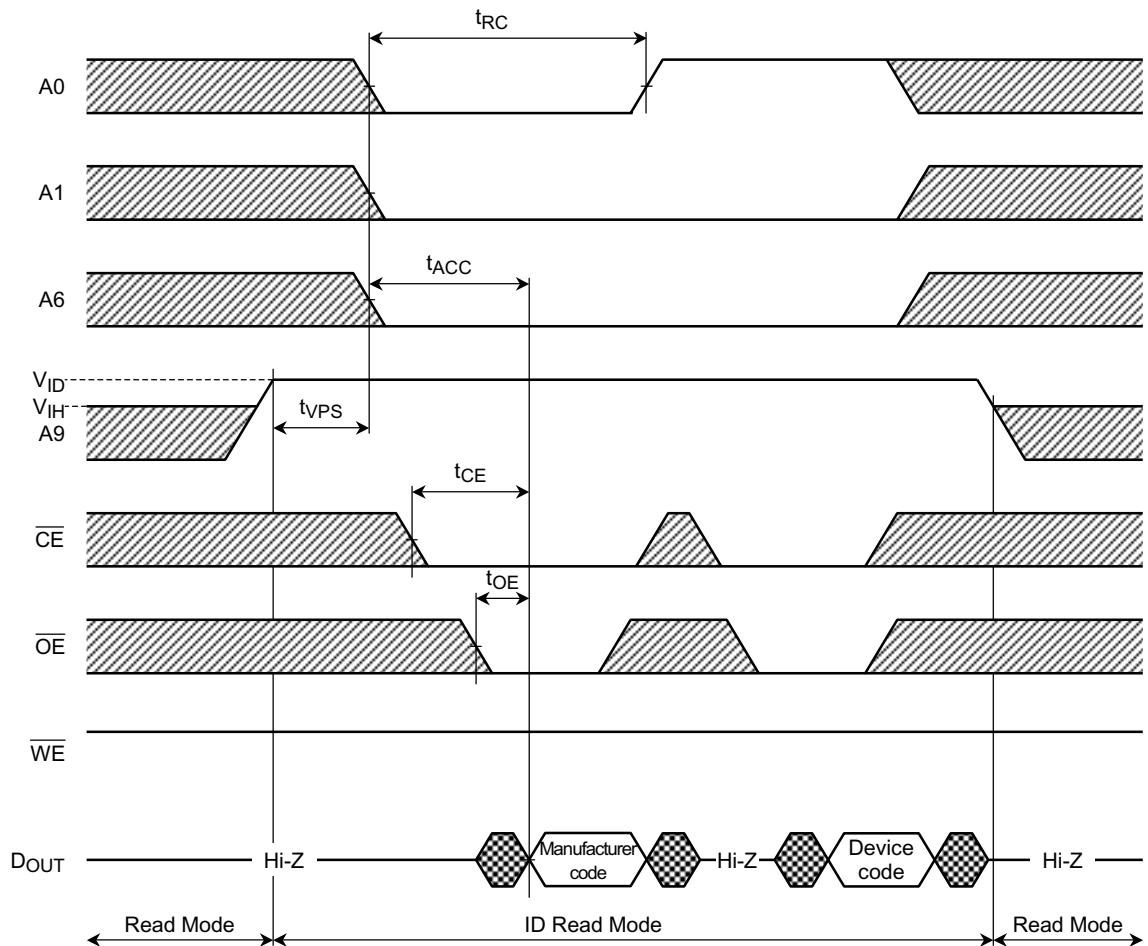 tRC
A0
A1
tACC
A6
VID
VIH
tVPS
A9
tCE
CE
tOE
OE
WE
DOUT
Hi-Z
Manufacturer
code
Hi-Z
Device
code
Hi-Z
Read Mode
ID Read Mode
Read Mode